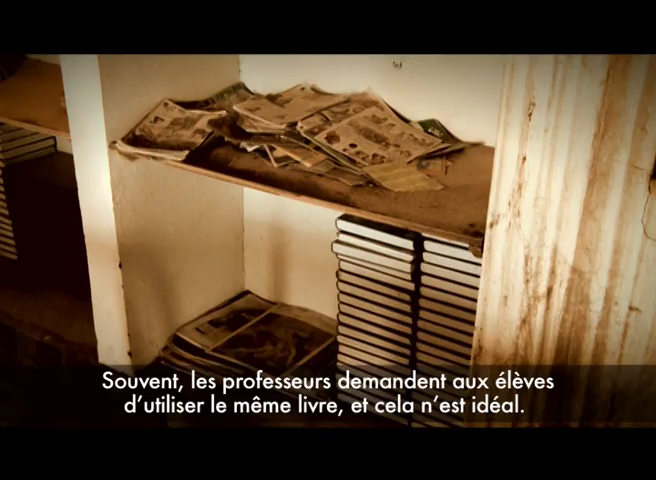 Souvent, les professeurs demandent aux élèves
d'utiliser le même livre, et cela n'est idéal.